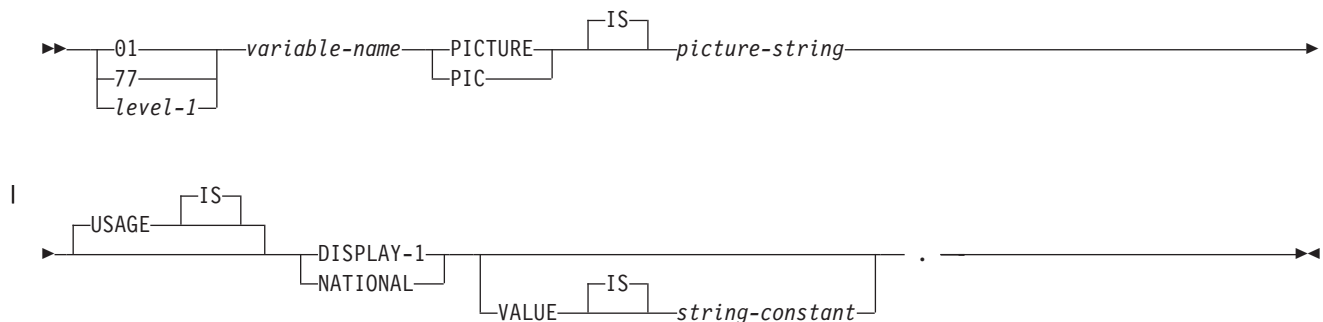 IS
01 variable-name PICTURE picture-string
77 PIC
level-1
IS
USAGE
DISPLAY-1 .
NATIONAL IS
VALUE string-constant